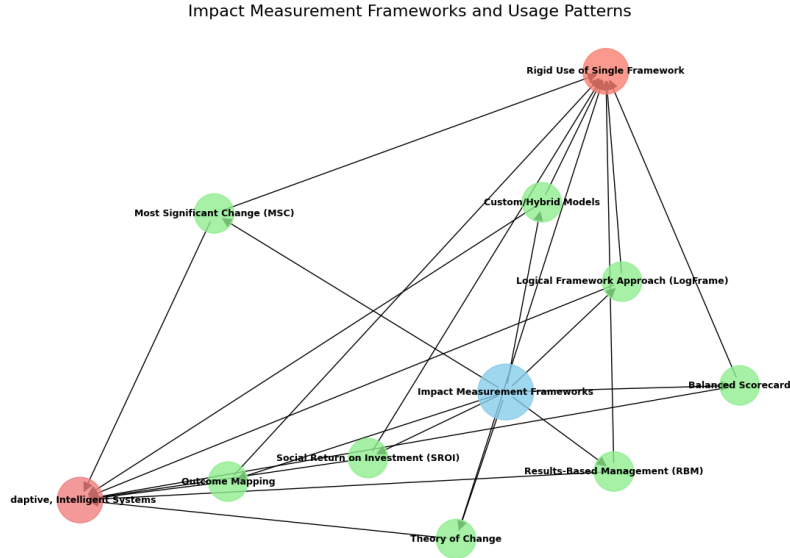 Impact Measurement Frameworks and Usage Patterns
Rigid Use of Single Framework
Custom/Hybrid Models
Most Significant Change (MSC)
Logical Framework Approach (LogFrame)
Impact Measurement Frameworks
Balanced Scorecard
Social Return on Investment (SROI)
Results-Based Management (RBM)
Outcome Mapping
daptive, Intelligent Systems
Theory of Change